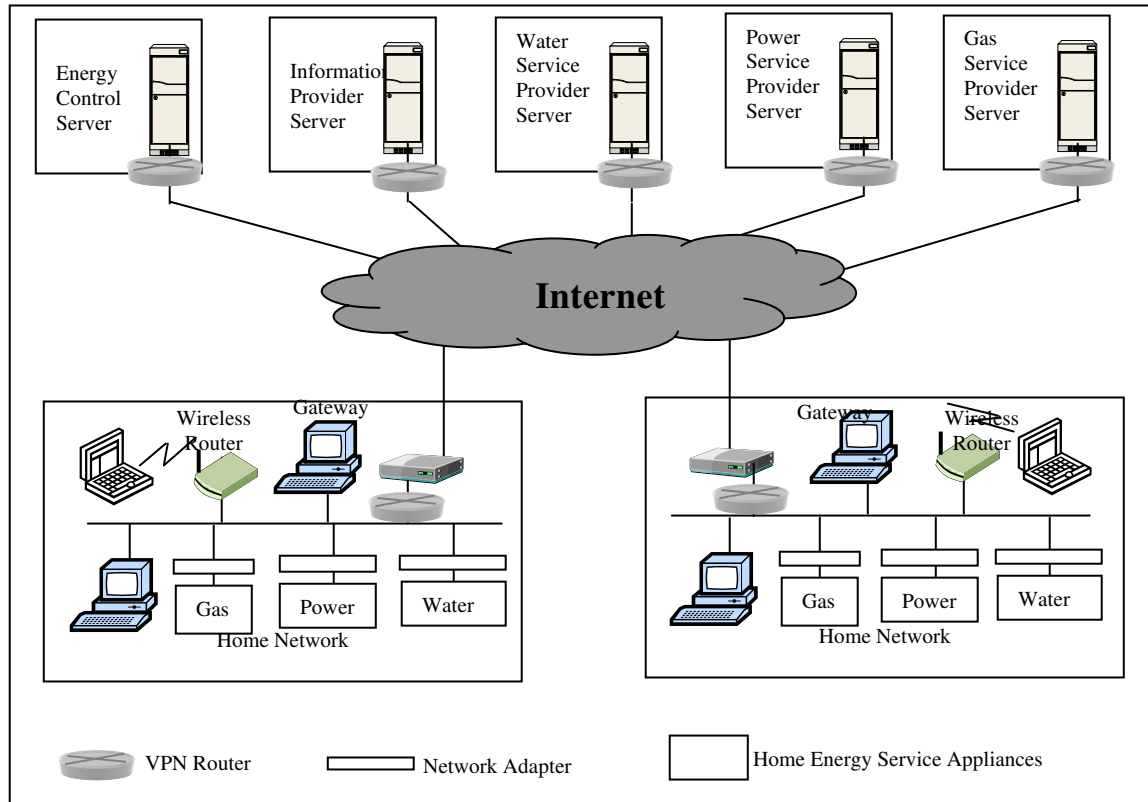 Energy
Control
Server
Information
Provider
Server
Water
Service
Provider
Server
Power
Service
Provider
Server
Gas
Service
Provider
Server
Internet
Wireless
Router
Gateway
Gas
Power
Water
Home Network
Gateway
Wireless
Router
Gas
Power
Water
Home Network
VPN Router
Network Adapter
Home Energy Service Appliances